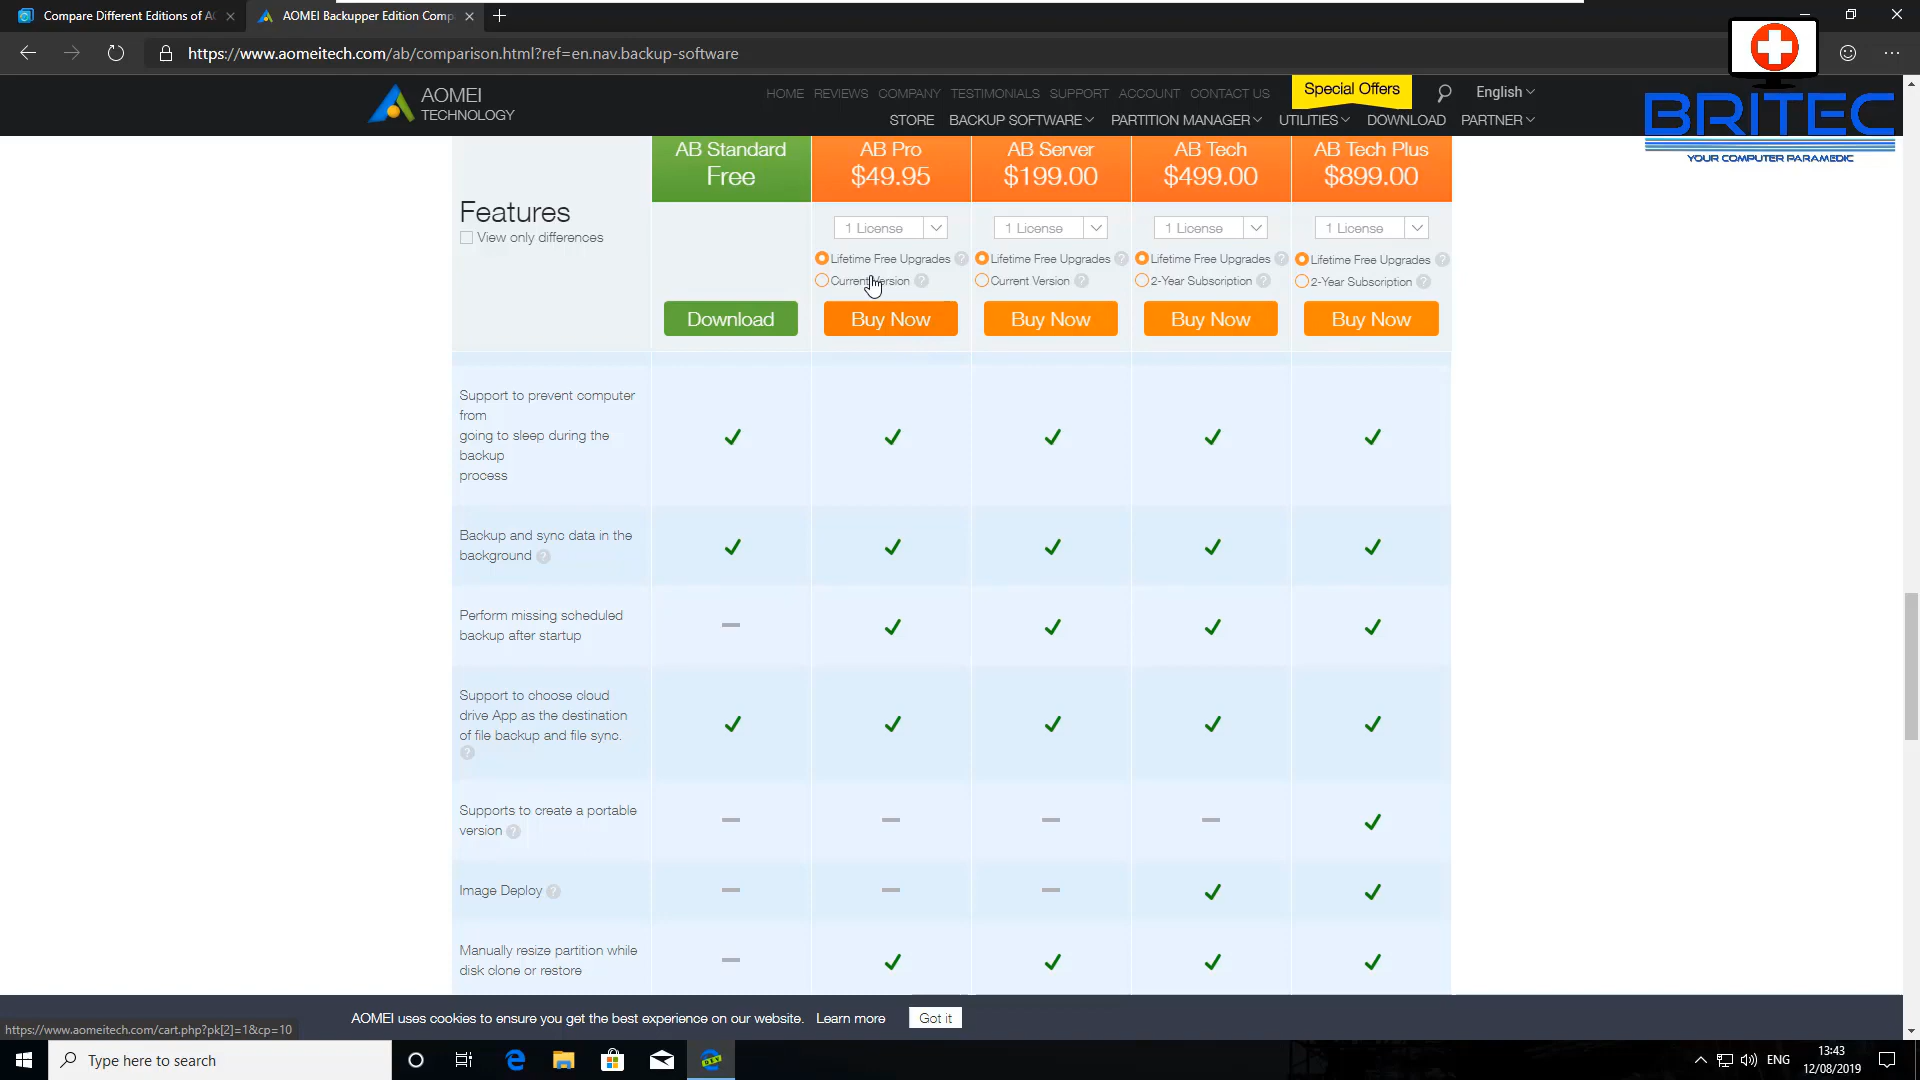 Compare Different Editions of AO
AOMEI Backupper Edition Comp
https://www.aomeitech.com/ab/comparison.html?ref=en.nav.backup-software
AOMEI
TECHNOLOGY
HOME REVIEWS COMPANY TESTIMONIALS SUPPORT ACCOUNT CONTACT US
Special Offers
English
STORE BACKUP SOFTWARE PARTITION MANAGER UTILITIES DOWNLOAD PARTNER
BRITEC
YOUR COMPUTER PARAMEDIC
AB Standard AB Pro AB Server AB Tech AB Tech Plus
Free $49.95 $199.00 $499.00 $899.00
Features
View only differences
1 License 1 License 1 License 1 License
Lifetime Free Upgrades ? Lifetime Free Upgrades ? Lifetime Free Upgrades ? Lifetime Free Upgrades ?
Current Version ? Current Version ? 2-Year Subscription ? 2-Year Subscription ?
Download Buy Now Buy Now Buy Now Buy Now
Support to prevent computer
from
going to sleep during the
backup
process
Backup and sync data in the
background ?
Perform missing scheduled
backup after startup
Support to choose cloud
drive App as the destination
of file backup and file sync.
?
Supports to create a portable
version ?
Image Deploy ?
Manually resize partition while
disk clone or restore
AOMEI uses cookies to ensure you get the best experience on our website. Learn more Got it
https://www.aomeitech.com/cart.php?pk[2]=1&cp=10
Type here to search
DEV
ENG
13:43
12/08/2019